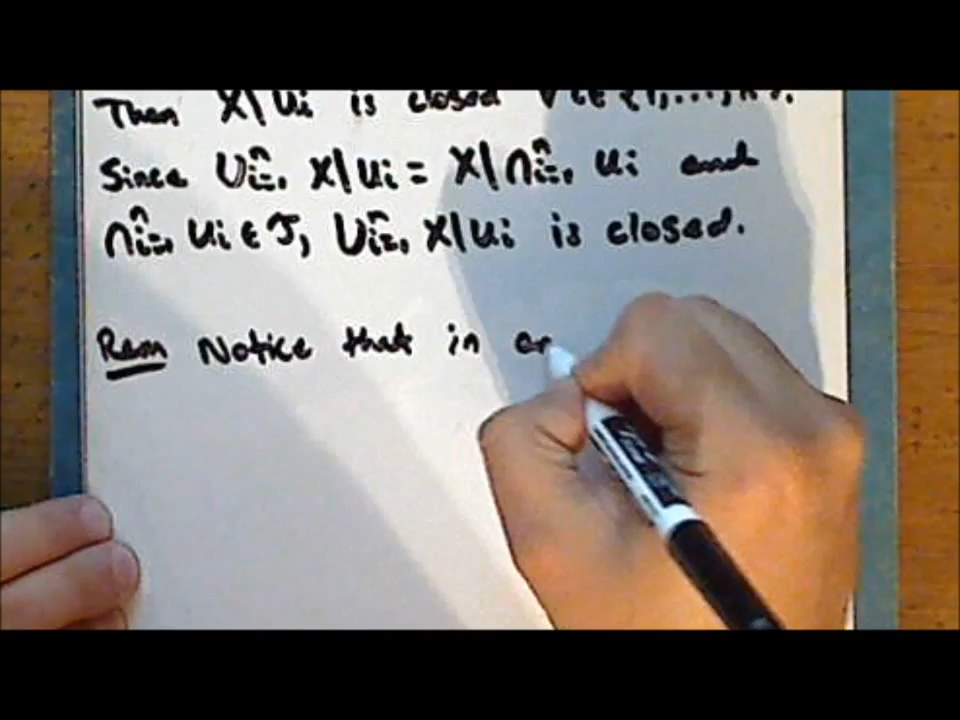 Then X\Ui is closed ∀i∈{1,...,n}.
Since ∪ⁿᵢ₌₁ X\Ui = X\∩ⁿᵢ₌₁ Ui and
∩ⁿᵢ₌₁ Ui ∈ 𝒯, ∪ⁿᵢ₌₁ X\Ui is closed.
Rem Notice that in